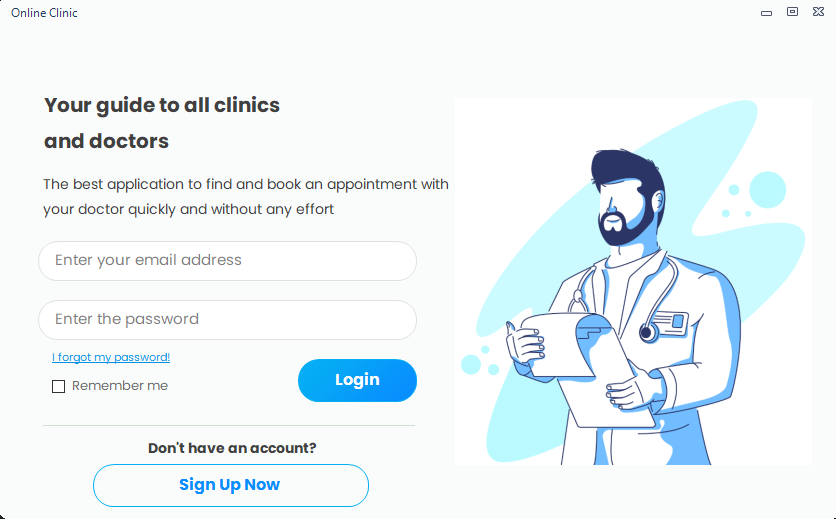 Online Clinic
Your guide to all clinics
and doctors
The best application to find and book an appointment with
your doctor quickly and without any effort
Enter your email address
Enter the password
I forgot my password!
Remember me
Login
Don't have an account?
Sign Up Now